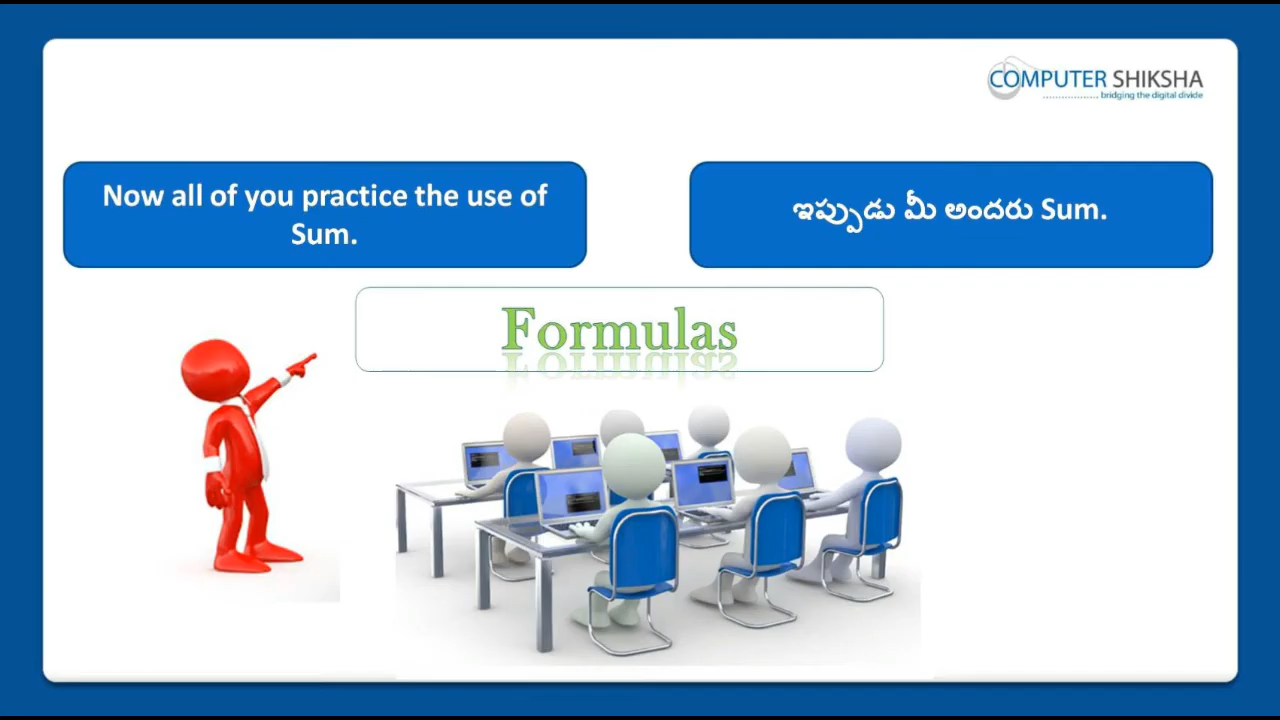 COMPUTER SHIKSHA
bridging the digital divide
Now all of you practice the use of
Sum.
ఇప్పుడు మీ అందరు Sum.
Formulas